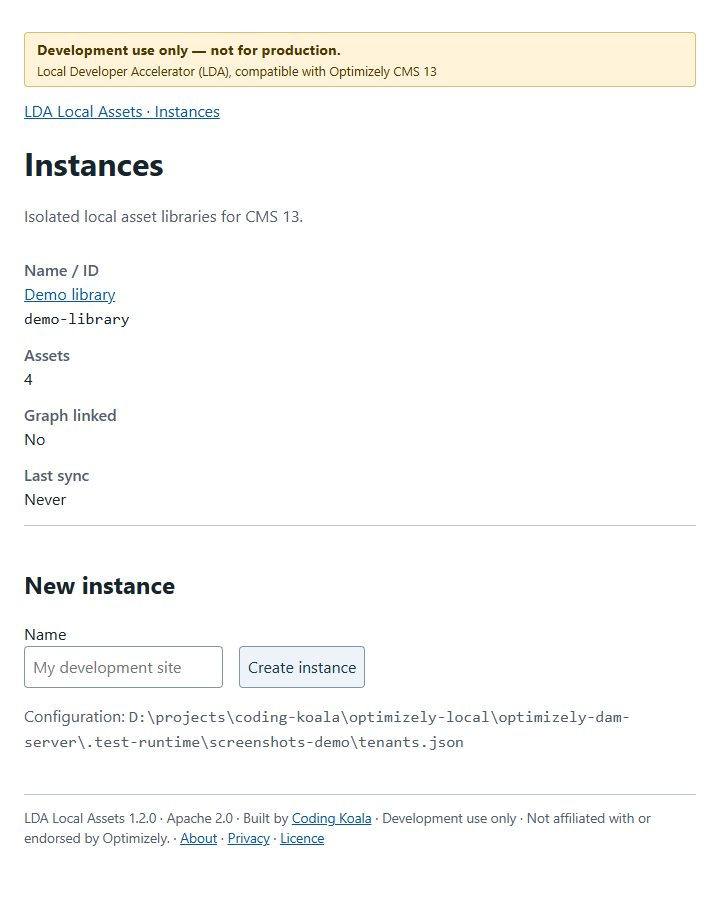 Development use only — not for production.
Local Developer Accelerator (LDA), compatible with Optimizely CMS 13
LDA Local Assets · Instances
Instances
Isolated local asset libraries for CMS 13.
Name / ID
Demo library
demo-library
Assets
4
Graph linked
No
Last sync
Never
New instance
Name
My development site
Create instance
Configuration: D:\projects\coding-koala\optimizely-local\optimizely-dam-
server\.test-runtime\screenshots-demo\tenants.json
LDA Local Assets 1.2.0 · Apache 2.0 · Built by Coding Koala · Development use only · Not affiliated with or
endorsed by Optimizely. · About · Privacy · Licence